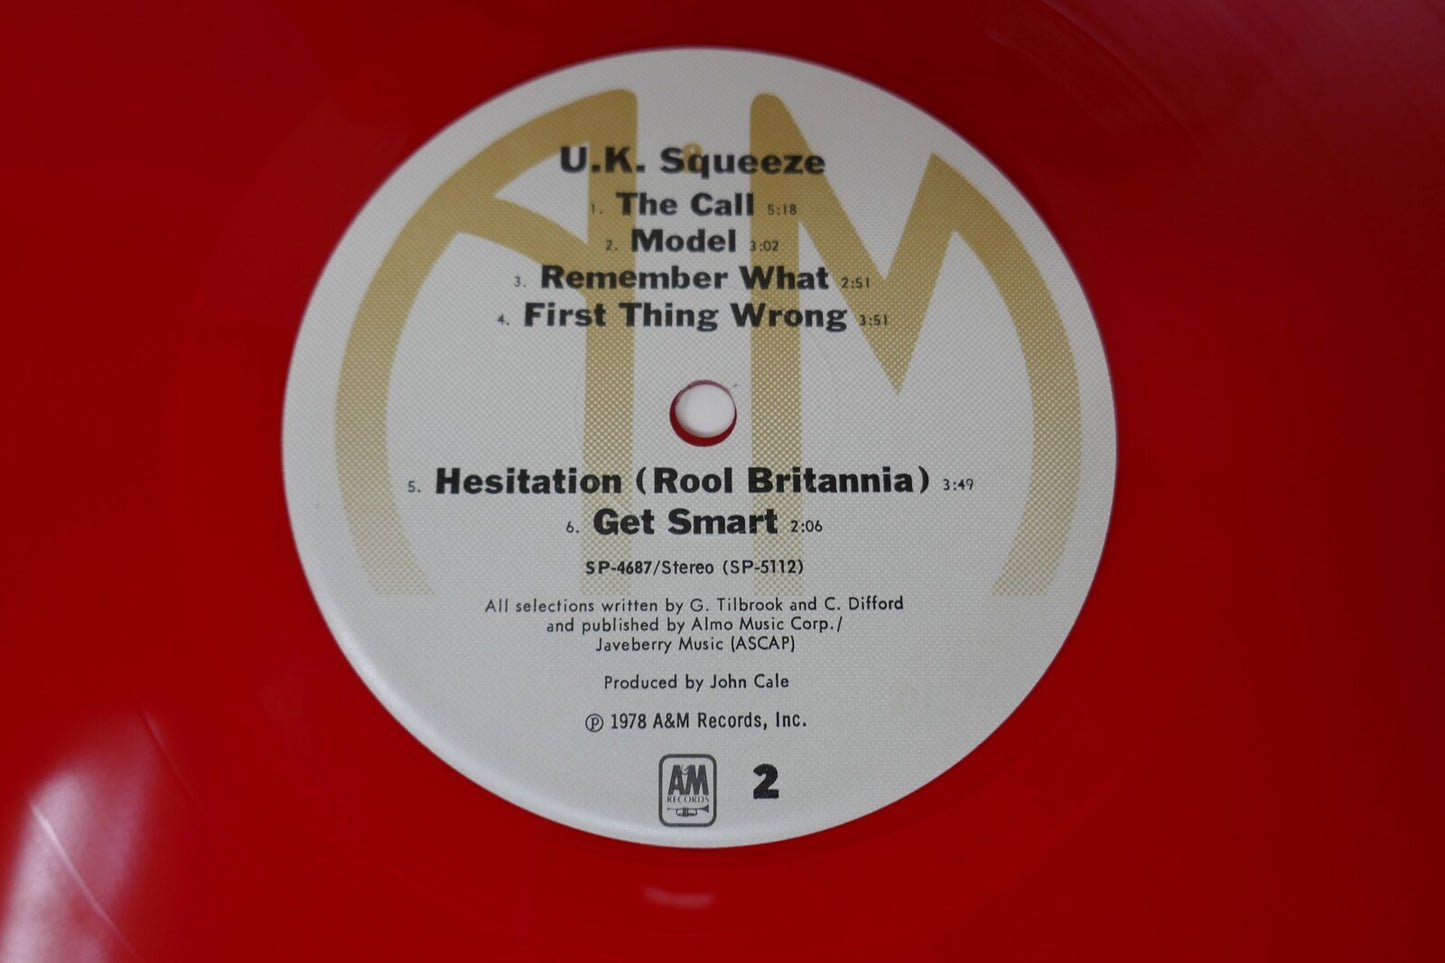 U.K. Squeeze
1. The Call 5:18
2. Model 3:02
3. Remember What 2:51
4. First Thing Wrong 3:51
5. Hesitation (Rool Britannia) 3:49
6. Get Smart 2:06
SP-4687/Stereo (SP-5112)
All selections written by G. Tilbrook and C. Difford
and published by Almo Music Corp./
Javeberry Music (ASCAP)
Produced by John Cale
℗ 1978 A&M Records, Inc.
A&M
RECORDS
2